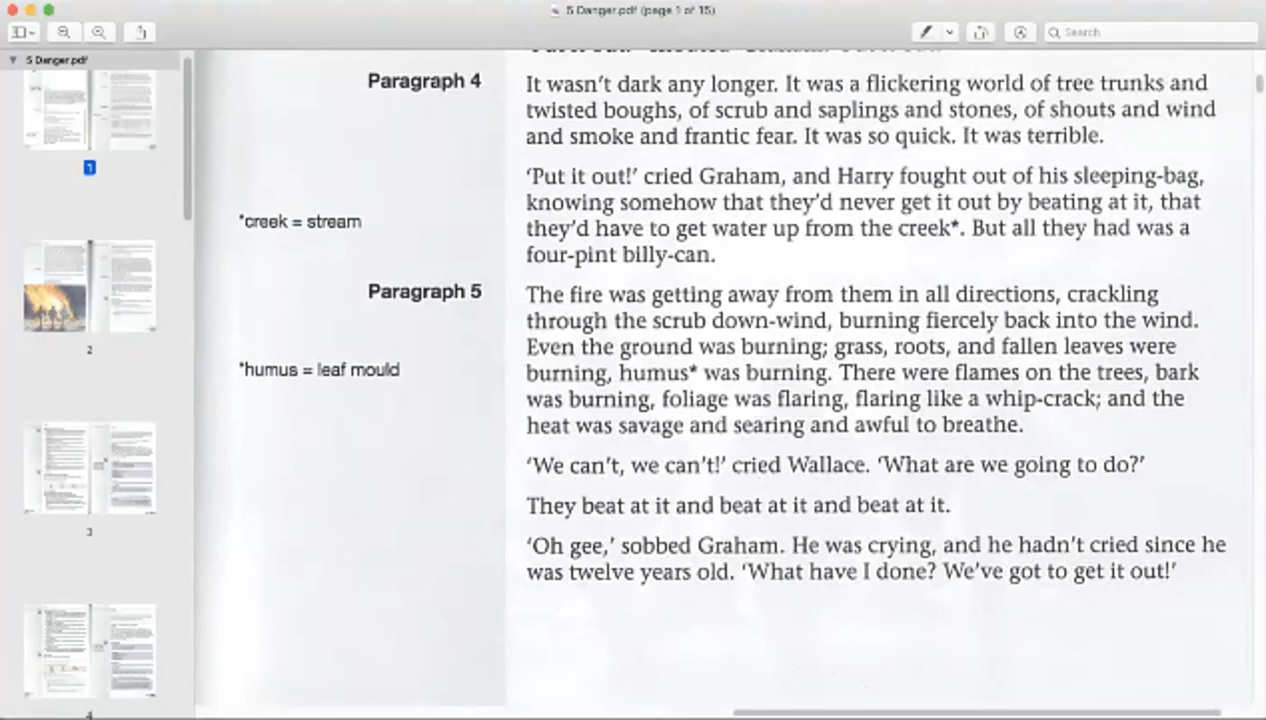 5 Danger.pdf (page 1 of 15)
Search
5 Danger.pdf
1
2
3
4
Paragraph 4
It wasn't dark any longer. It was a flickering world of tree trunks and
twisted boughs, of scrub and saplings and stones, of shouts and wind
and smoke and frantic fear. It was so quick. It was terrible.
'Put it out!' cried Graham, and Harry fought out of his sleeping-bag,
knowing somehow that they'd never get it out by beating at it, that
*creek = stream
they'd have to get water up from the creek*. But all they had was a
four-pint billy-can.
Paragraph 5
The fire was getting away from them in all directions, crackling
through the scrub down-wind, burning fiercely back into the wind.
Even the ground was burning; grass, roots, and fallen leaves were
*humus = leaf mould
burning, humus* was burning. There were flames on the trees, bark
was burning, foliage was flaring, flaring like a whip-crack; and the
heat was savage and searing and awful to breathe.
'We can't, we can't!' cried Wallace. 'What are we going to do?'
They beat at it and beat at it and beat at it.
'Oh gee,' sobbed Graham. He was crying, and he hadn't cried since he
was twelve years old. 'What have I done? We've got to get it out!'